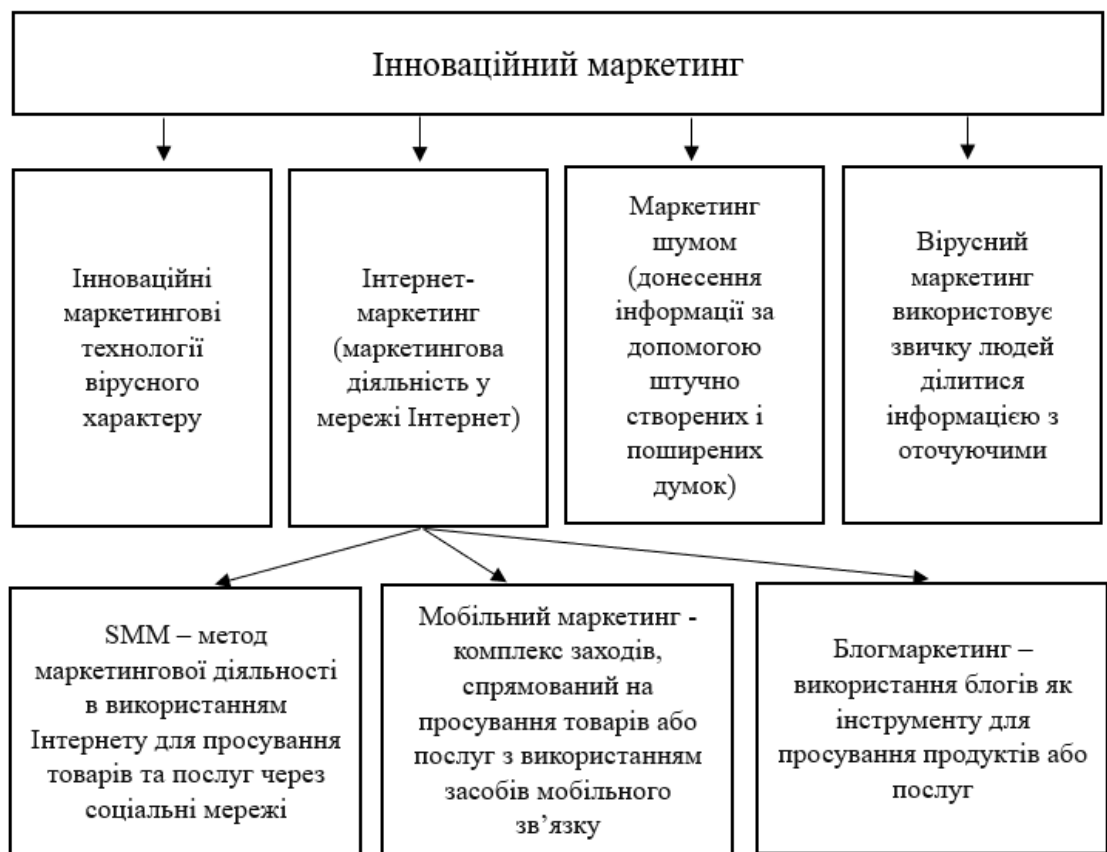 Інноваційний маркетинг
Інноваційні
маркетингові
технології
вірусного
характеру
Інтернет-
маркетинг
(маркетингова
діяльність у
мережі Інтернет)
Маркетинг
шумом
(донесення
інформації за
допомогою
штучно
створених і
поширених
думок)
Вірусний
маркетинг
використовує
звичку людей
ділитися
інформацією з
оточуючими
SMM – метод
маркетингової діяльності
в використанням
Інтернету для просування
товарів та послуг через
соціальні мережі
Мобільний маркетинг -
комплекс заходів,
спрямований на
просування товарів або
послуг з використанням
засобів мобільного
зв’язку
Блогмаркетинг –
використання блогів як
інструменту для
просування продуктів або
послуг